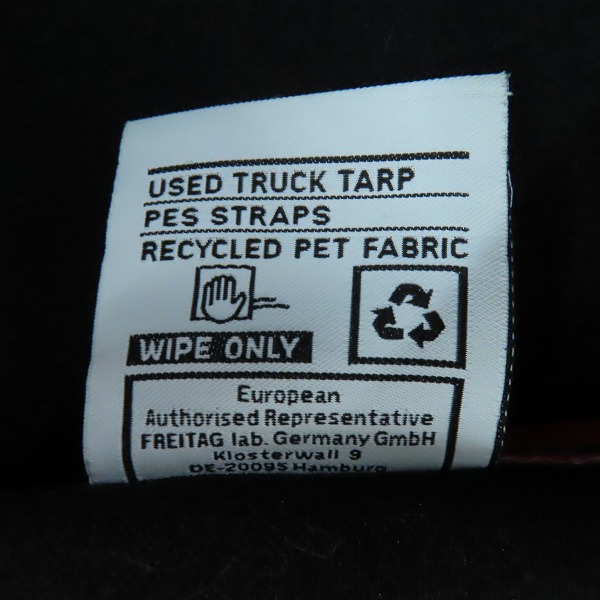 USED TRUCK TARP
PES STRAPS
RECYCLED PET FABRIC
WIPE ONLY
European
Authorised Representative
FREITAG lab. Germany GmbH
Klosterwall 9
DE-20095 Hamburg